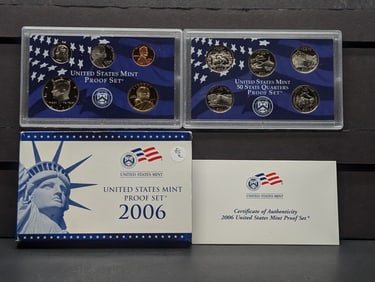 UNITED STATES MINT
PROOF SET®
UNITED STATES MINT
50 STATE QUARTERS
PROOF SET®
UNITED STATES MINT
UNITED STATES MINT
PROOF SET®
2006
UNITED STATES MINT
Certificate of Authenticity
2006 United States Mint Proof Set®